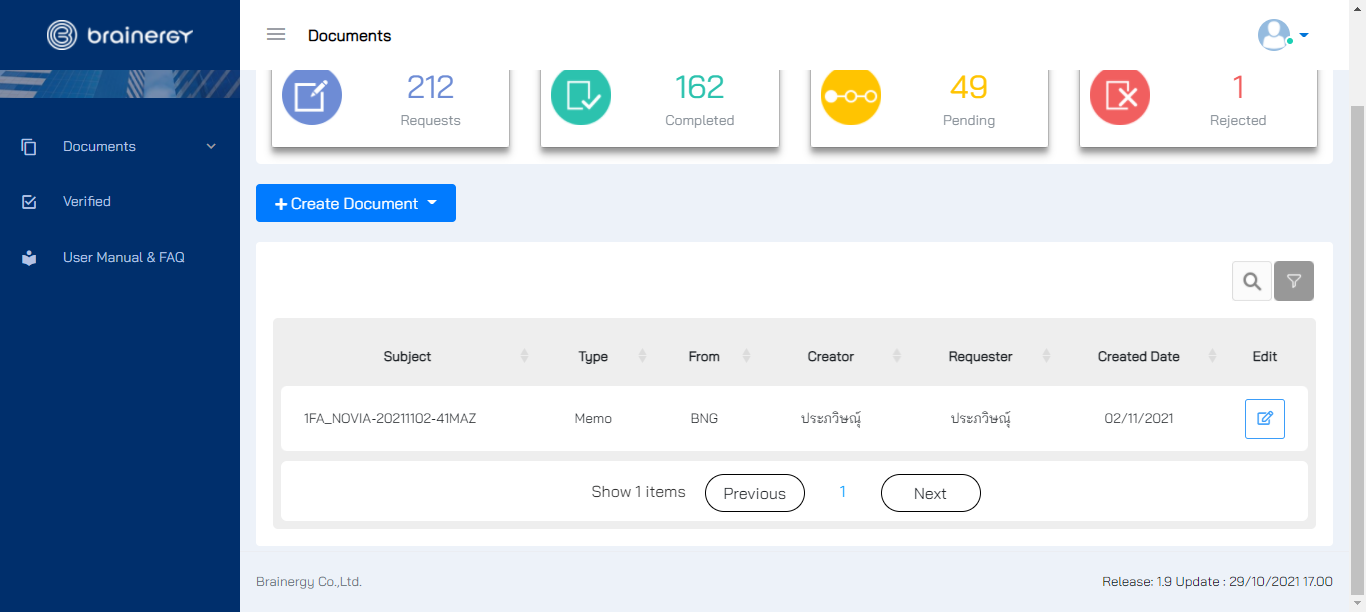 brainergy
Documents
212
Requests
162
Completed
49
Pending
1
Rejected
Documents
Verified
User Manual & FAQ
+ Create Document
Subject Type From Creator Requester Created Date Edit
1FA_NOVIA-20211102-41MAZ Memo BNG ประภวิษณุ์ ประภวิษณุ์ 02/11/2021
Show 1 items Previous 1 Next
Brainergy Co.,Ltd. Release: 1.9 Update : 29/10/2021 17.00